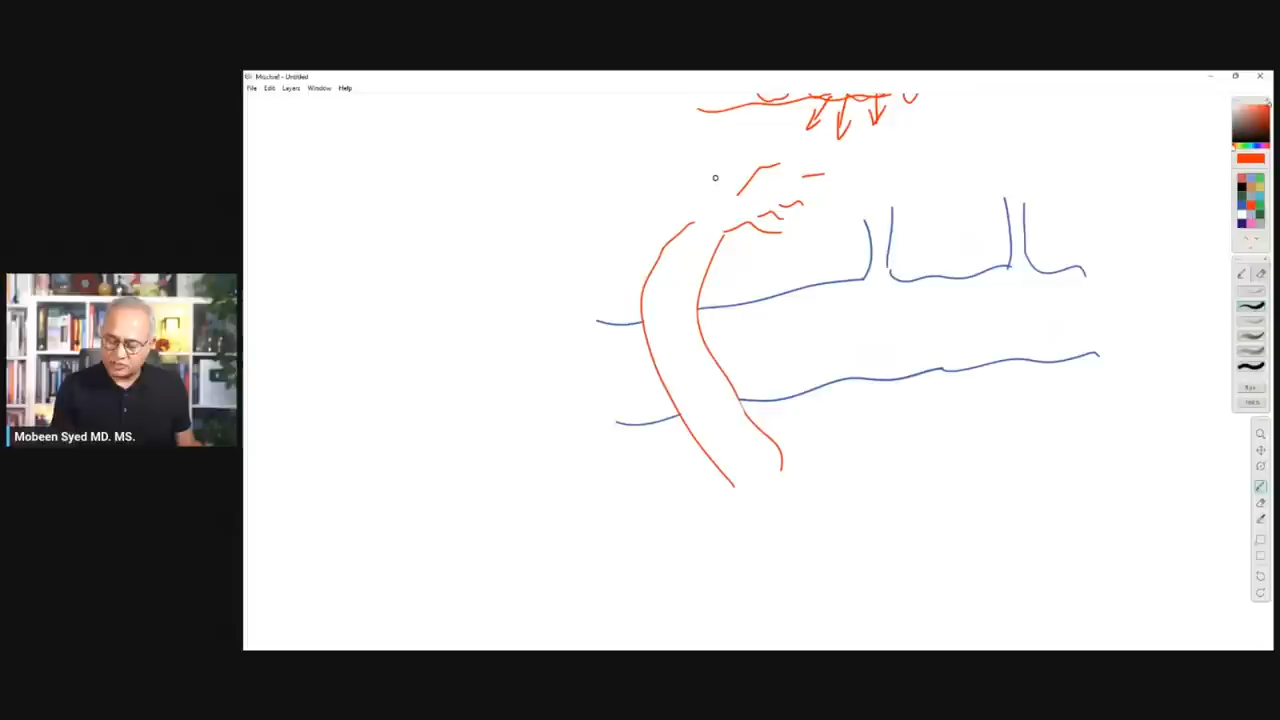 Mischief - Untitled
File Edit Layers Window Help
Mobeen Syed MD. MS.